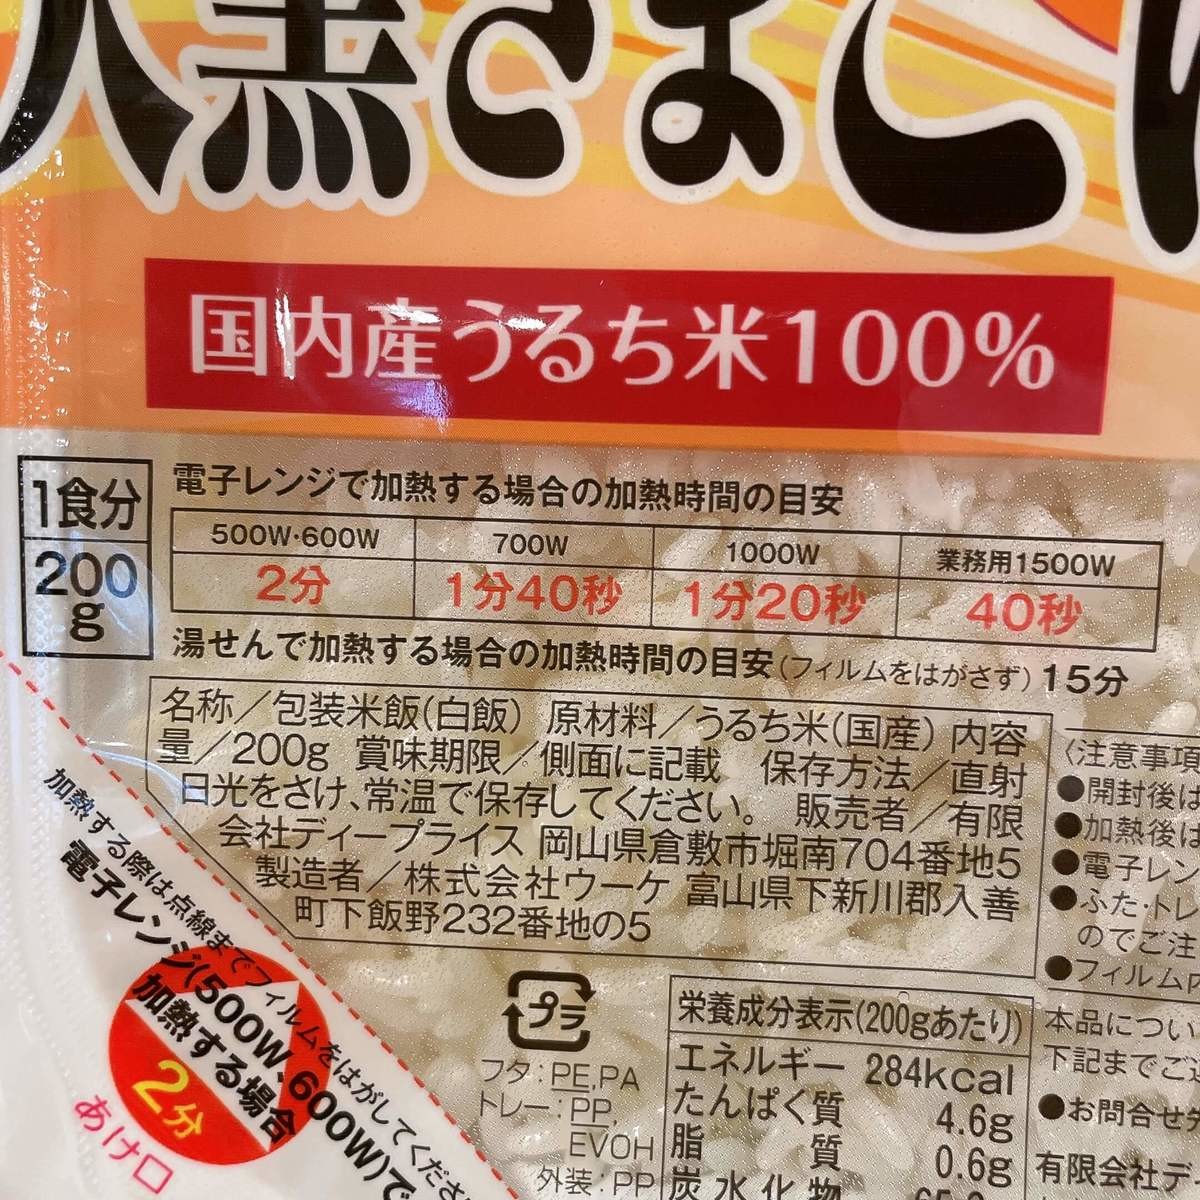 大黒さまご
国内産うるち米100%
1食分
200
g
電子レンジで加熱する場合の加熱時間の目安
500W·600W 700W 1000W 業務用1500W
2分 1分40秒 1分20秒 40秒
湯せんで加熱する場合の加熱時間の目安(フィルムをはがさず)15分
名称/包装米飯(白飯) 原材料/うるち米(国産) 内容
量/200g 賞味期限/側面に記載 保存方法/直射
日光をさけ、常温で保存してください。 販売者/有限
会社ディープライス 岡山県倉敷市堀南704番地5
製造者/株式会社ウーケ 富山県下新川郡入善
町下飯野232番地の5
〈注意事項
●開封後は
●加熱後は
●電子レン
●ふた·トレ
のでご注
●フィルム内
加熱する際は点線までフィルムをはがしてくださ
電子レンジ(500W、600W)で
加熱する場合
2分
あけ口
プラ
フタ:PE,PA
トレー:PP,
EVOH
外装:PP
栄養成分表示(200gあたり)
エネルギー 284kcal
たんぱく質 4.6g
脂質 0.6g
炭水化物
本品につい
下記までご連
●お問合せ
有限会社デ